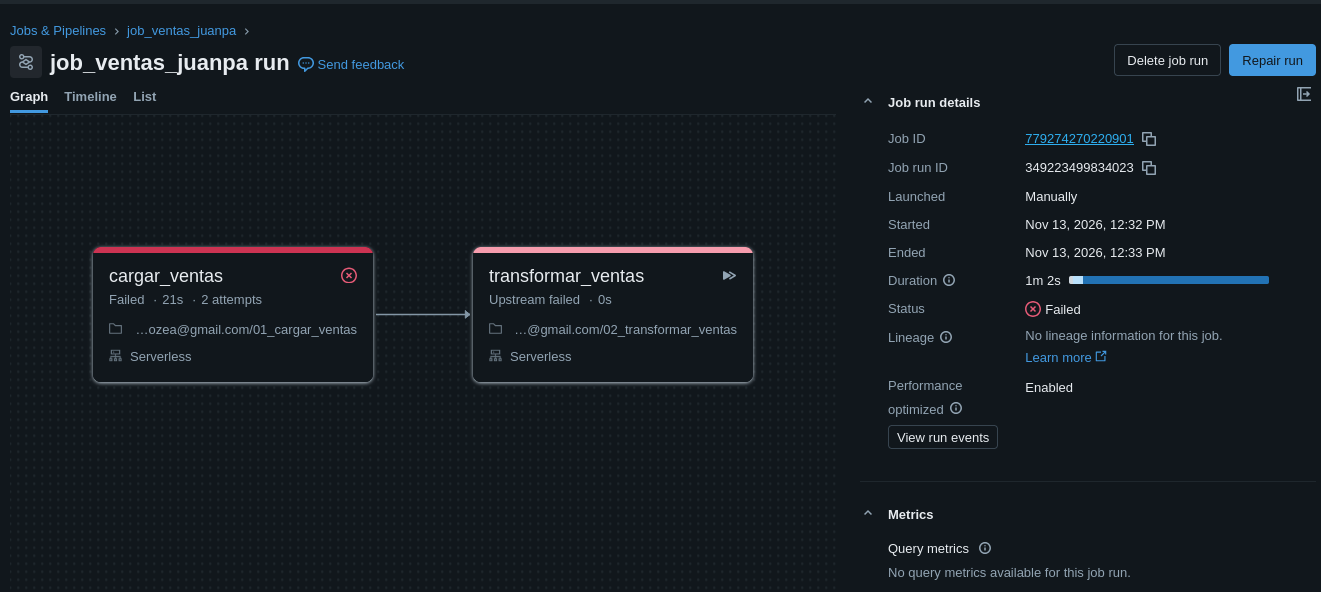 Jobs & Pipelines › job_ventas_juanpa ›
job_ventas_juanpa run Send feedback
Delete job run Repair run
Graph Timeline List
cargar_ventas
Failed · 21s · 2 attempts
…ozea@gmail.com/01_cargar_ventas
Serverless
transformar_ventas
Upstream failed · 0s
…@gmail.com/02_transformar_ventas
Serverless
Job run details
Job ID 779274270220901
Job run ID 349223499834023
Launched Manually
Started Nov 13, 2026, 12:32 PM
Ended Nov 13, 2026, 12:33 PM
Duration 1m 2s
Status Failed
Lineage No lineage information for this job.
Learn more
Performance
optimized Enabled
View run events
Metrics
Query metrics
No query metrics available for this job run.